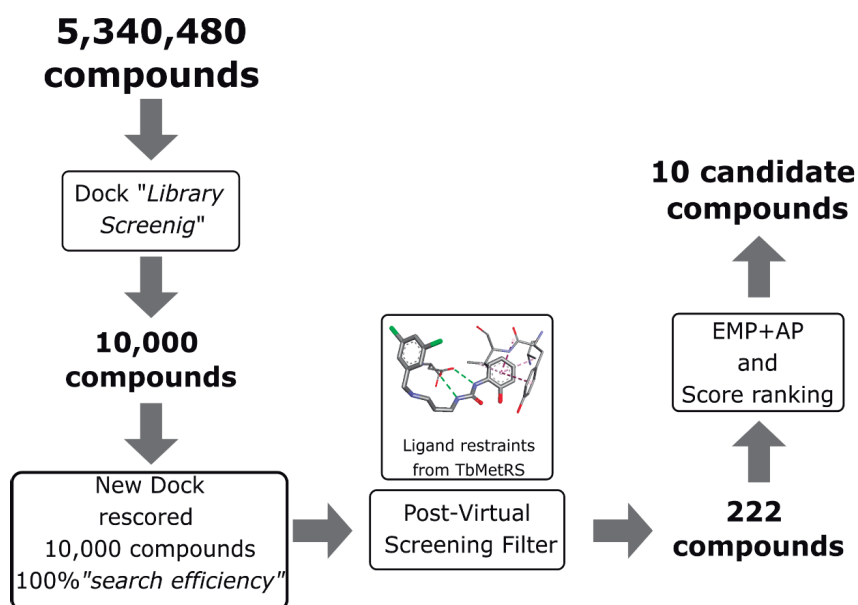 5,340,480
compounds
Dock "Library
Screenig"
10,000
compounds
New Dock
rescored
10,000 compounds
100%"search efficiency"
Ligand restraints
from TbMetRS
Post-Virtual
Screening Filter
222
compounds
EMP+AP
and
Score ranking
10 candidate
compounds